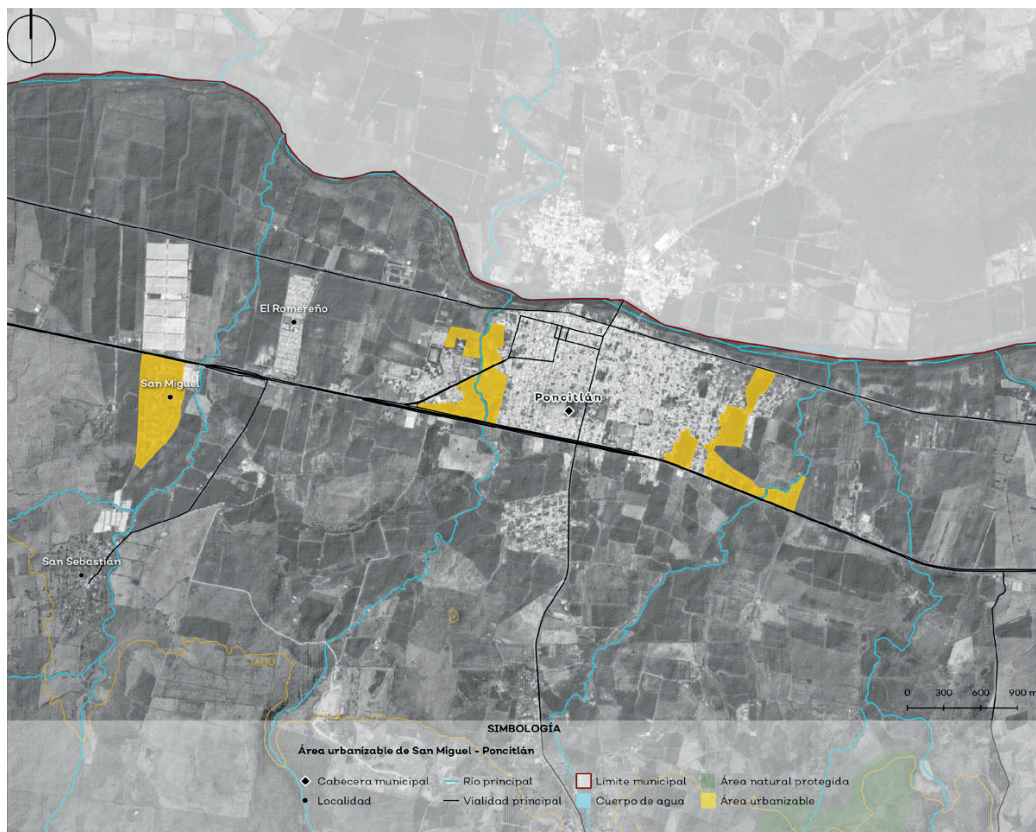 El Romereño
San Miguel
Poncitlán
San Sebastián
1600
0 300 600 900 m
SIMBOLOGÍA
Área urbanizable de San Miguel - Poncitlán
Cabecera municipal
Río principal
Límite municipal
Área natural protegida
Localidad
Vialidad principal
Cuerpo de agua
Área urbanizable